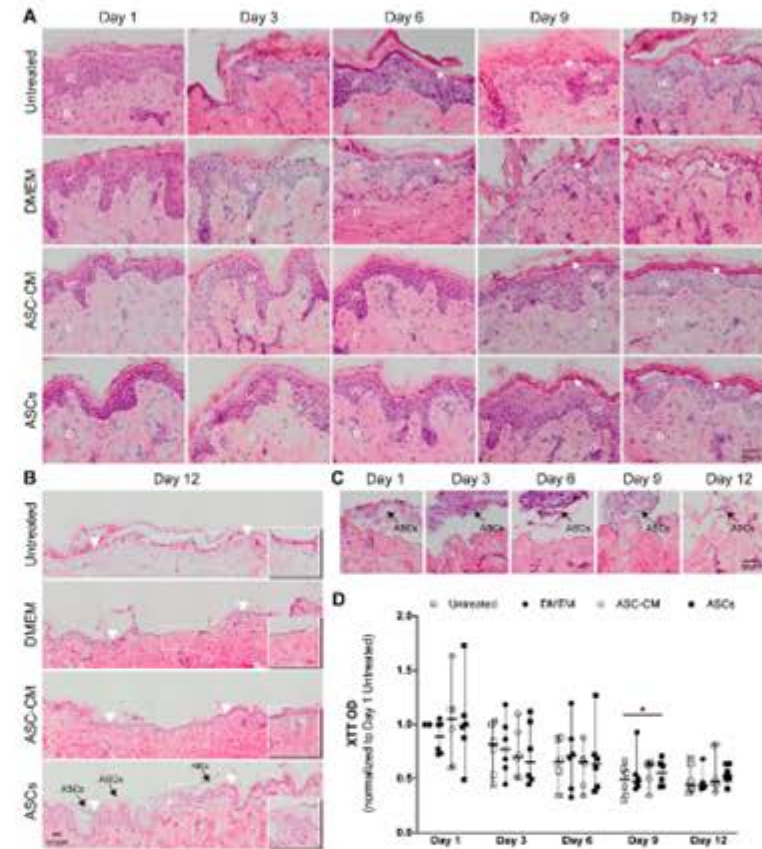 A
Day 1 Day 3 Day 6 Day 9 Day 12
Untreated
DMEM
ASC-CM
ASCs
B
Day 12
Untreated
DMEM
ASC-CM
ASCs
ASCs ASCs ASCs
C
Day 1 Day 3 Day 6 Day 9 Day 12
ASCs ASCs ASCs ASCs ASCs
D
Untreated DMEM ASC-CM ASCs
XTT OD
(normalized to Day 1 Untreated)
2.0
1.5
1.0
0.5
0.0
*
Day 1 Day 3 Day 6 Day 9 Day 12